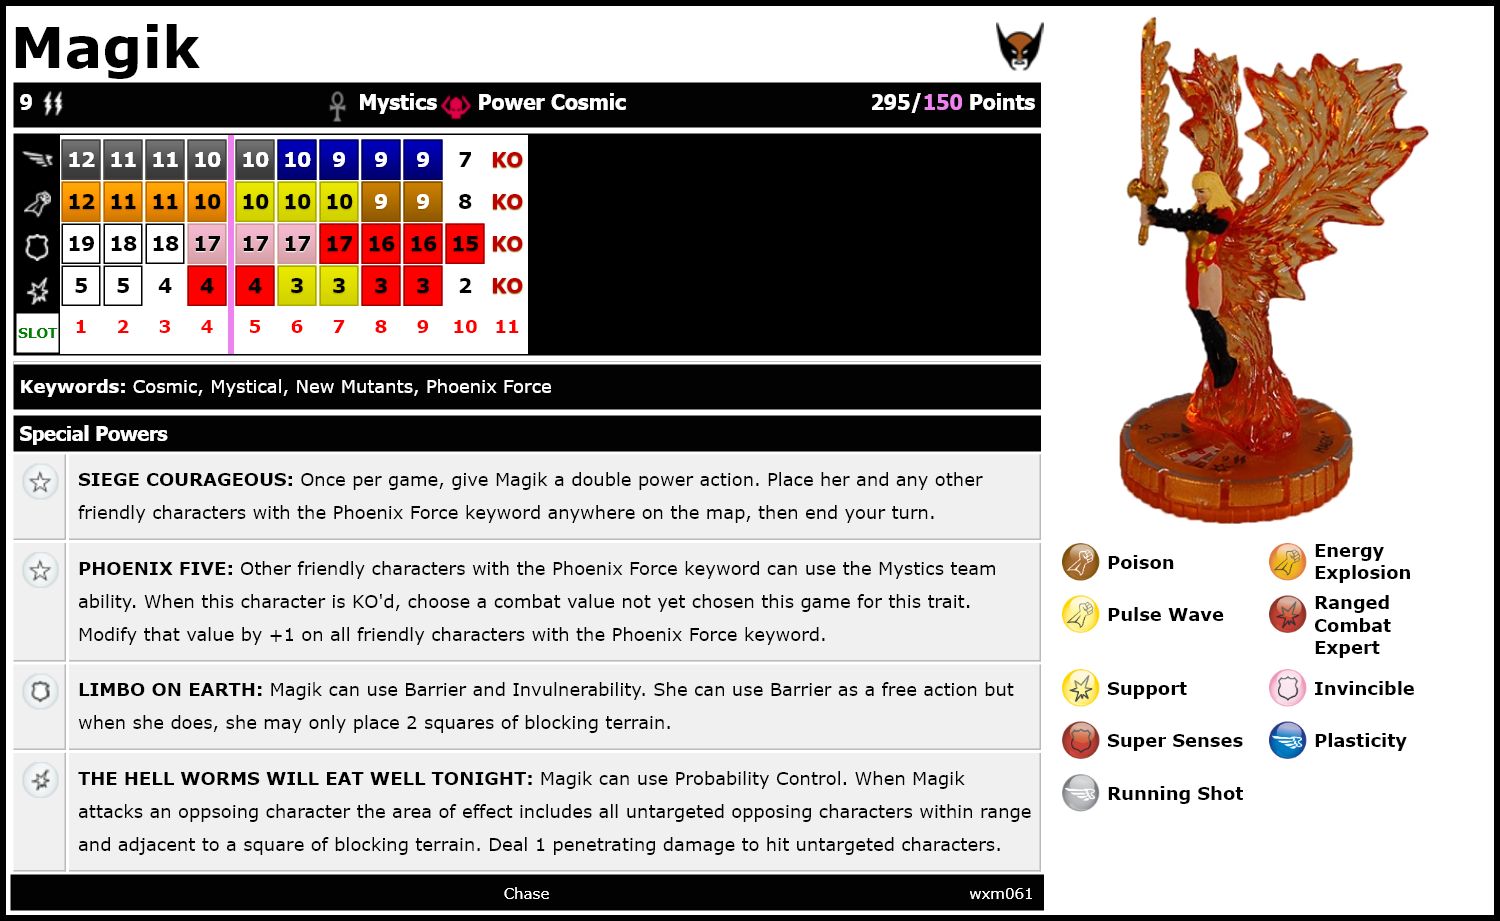 Magik
9 Mystics Power Cosmic 295/150 Points
12 11 11 10 10 10 9 9 9 7 KO
12 11 11 10 10 10 10 9 9 8 KO
19 18 18 17 17 17 17 16 16 15 KO
5 5 4 4 4 3 3 3 3 2 KO
SLOT 1 2 3 4 5 6 7 8 9 10 11
Keywords: Cosmic, Mystical, New Mutants, Phoenix Force
Special Powers
SIEGE COURAGEOUS: Once per game, give Magik a double power action. Place her and any other
friendly characters with the Phoenix Force keyword anywhere on the map, then end your turn.
PHOENIX FIVE: Other friendly characters with the Phoenix Force keyword can use the Mystics team
ability. When this character is KO'd, choose a combat value not yet chosen this game for this trait.
Modify that value by +1 on all friendly characters with the Phoenix Force keyword.
LIMBO ON EARTH: Magik can use Barrier and Invulnerability. She can use Barrier as a free action but
when she does, she may only place 2 squares of blocking terrain.
THE HELL WORMS WILL EAT WELL TONIGHT: Magik can use Probability Control. When Magik
attacks an oppsoing character the area of effect includes all untargeted opposing characters within range
and adjacent to a square of blocking terrain. Deal 1 penetrating damage to hit untargeted characters.
Chase wxm061
MAGIK
Poison
Energy
Explosion
Pulse Wave
Ranged
Combat
Expert
Support
Invincible
Super Senses
Plasticity
Running Shot